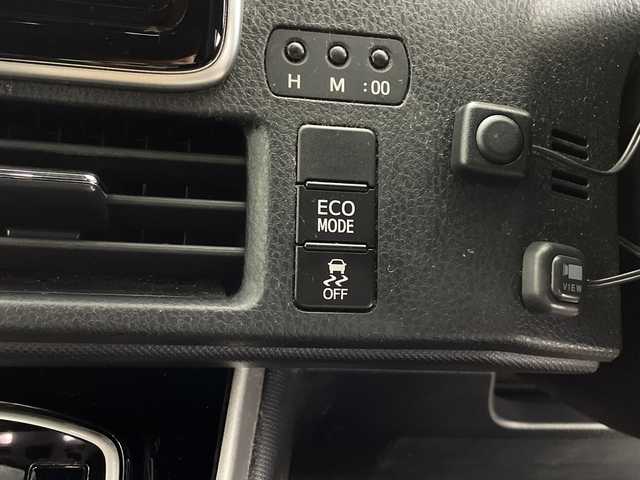 H M :00
ECO
MODE
OFF
VIEW